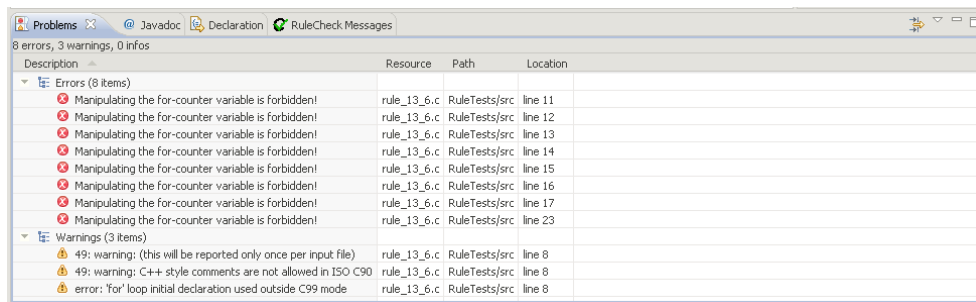 Problems @ Javadoc Declaration RuleCheck Messages
8 errors, 3 warnings, 0 infos
Description Resource Path Location
Errors (8 items)
Manipulating the for-counter variable is forbidden! rule_13_6.c RuleTests/src line 11
Manipulating the for-counter variable is forbidden! rule_13_6.c RuleTests/src line 12
Manipulating the for-counter variable is forbidden! rule_13_6.c RuleTests/src line 13
Manipulating the for-counter variable is forbidden! rule_13_6.c RuleTests/src line 14
Manipulating the for-counter variable is forbidden! rule_13_6.c RuleTests/src line 15
Manipulating the for-counter variable is forbidden! rule_13_6.c RuleTests/src line 16
Manipulating the for-counter variable is forbidden! rule_13_6.c RuleTests/src line 17
Manipulating the for-counter variable is forbidden! rule_13_6.c RuleTests/src line 23
Warnings (3 items)
49: warning: (this will be reported only once per input file) rule_13_6.c RuleTests/src line 8
49: warning: C++ style comments are not allowed in ISO C90 rule_13_6.c RuleTests/src line 8
error: 'for' loop initial declaration used outside C99 mode rule_13_6.c RuleTests/src line 8